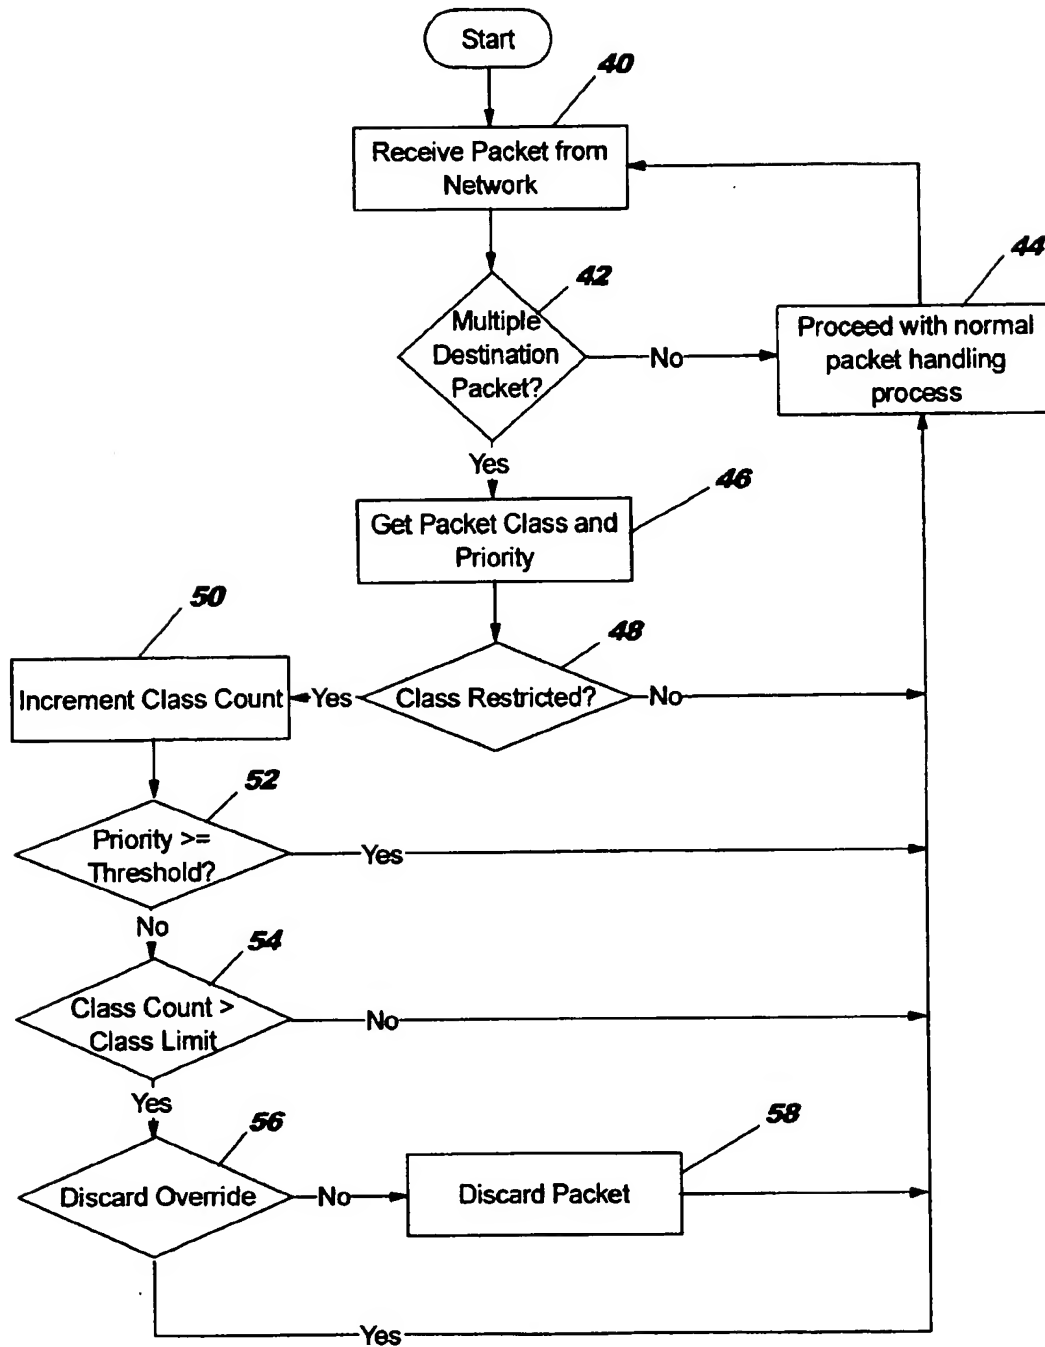 Start
40
Receive Packet from
Network
42
Multiple
Destination
Packet?
No
44
Proceed with normal
packet handling
process
Yes
46
Get Packet Class and
Priority
48
Class Restricted?
No
Yes
50
Increment Class Count
52
Priority >=
Threshold?
Yes
No
54
Class Count >
Class Limit
No
Yes
56
Discard Override
No
58
Discard Packet
Yes